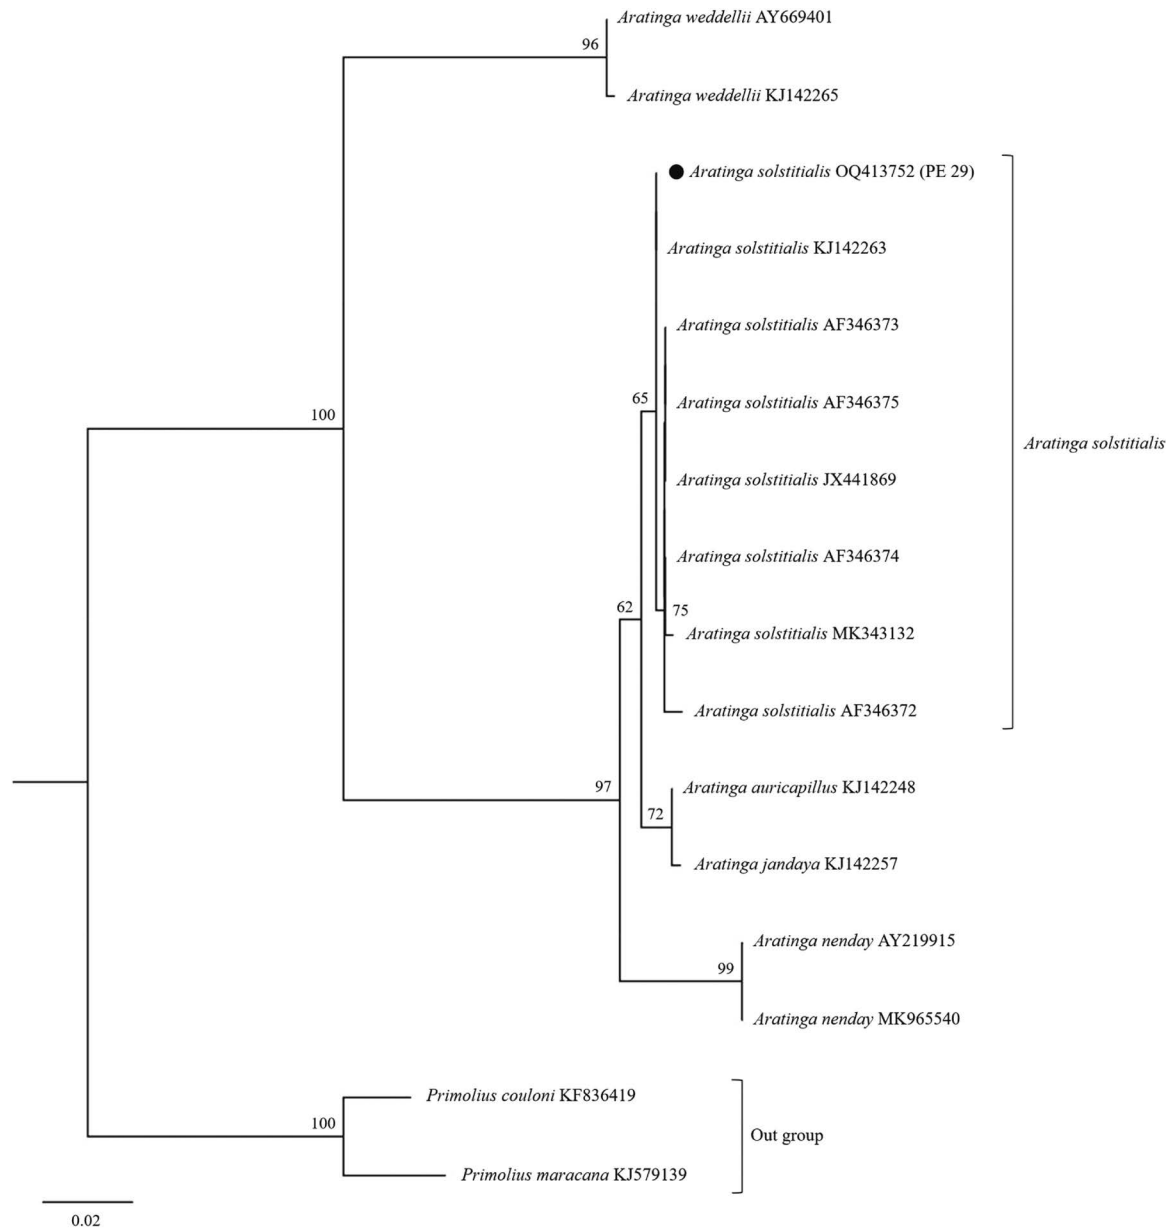 Aratinga weddellii AY669401
96
Aratinga weddellii KJ142265
Aratinga solstitialis OQ413752 (PE 29)
Aratinga solstitialis KJ142263
Aratinga solstitialis AF346373
65
Aratinga solstitialis AF346375
100
Aratinga solstitialis
Aratinga solstitialis JX441869
Aratinga solstitialis AF346374
62
75
Aratinga solstitialis MK343132
Aratinga solstitialis AF346372
97
Aratinga auricapillus KJ142248
72
Aratinga jandaya KJ142257
Aratinga nenday AY219915
99
Aratinga nenday MK965540
Primolius couloni KF836419
100
Out group
Primolius maracana KJ579139
0.02